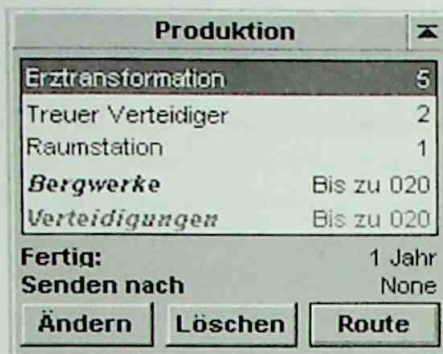 Produktion
Erztransformation 5
Treuer Verteidiger 2
Raumstation 1
Bergwerke Bis zu 020
Verteidigungen Bis zu 020
Fertig: 1 Jahr
Senden nach None
Ändern Löschen Route